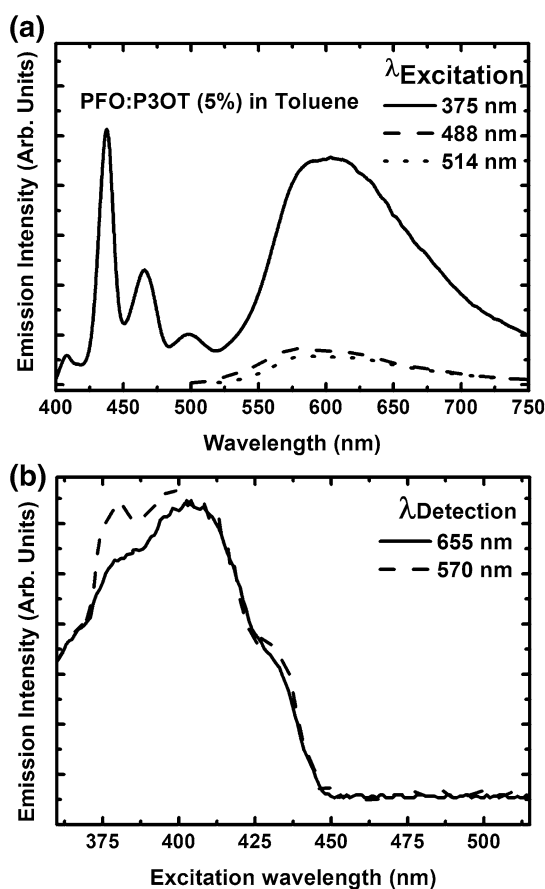 (a)
Emission Intensity (Arb. Units)
PFO:P3OT (5%) in Toluene
λExcitation
375 nm
488 nm
514 nm
400 450 500 550 600 650 700 750
Wavelength (nm)
(b)
Emission Intensity (Arb. Units)
λDetection
655 nm
570 nm
375 400 425 450 475 500
Excitation wavelength (nm)